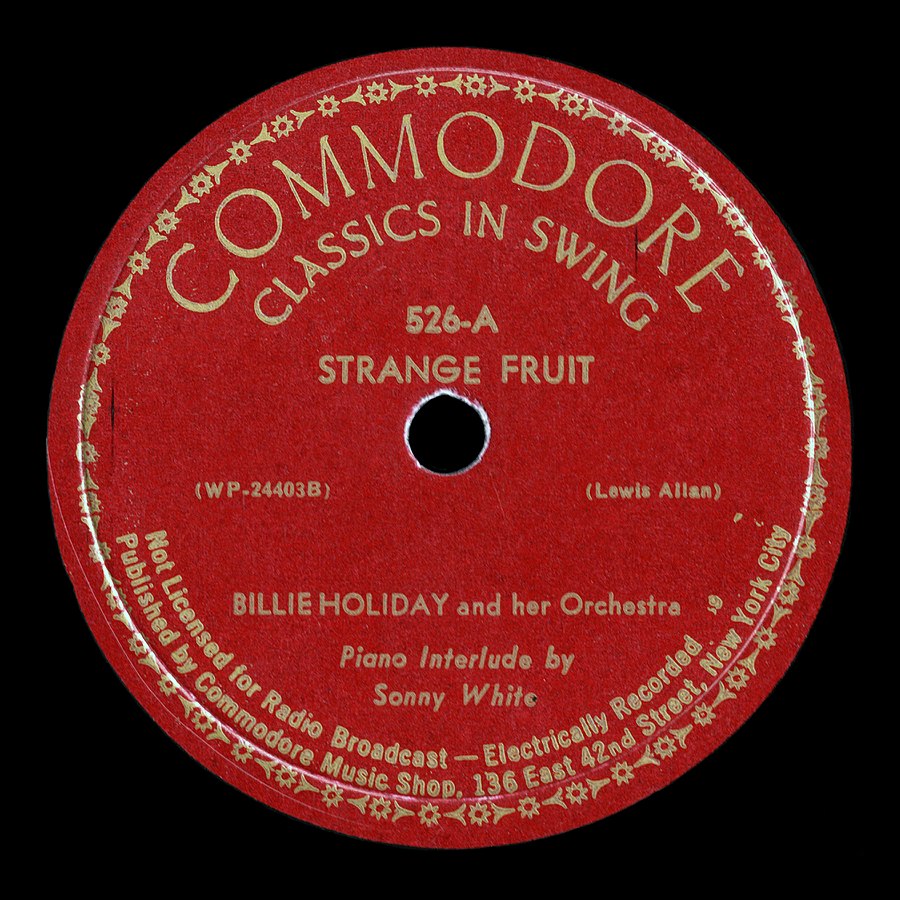 COMMODORE
CLASSICS IN SWING
526-A
STRANGE FRUIT
(WP-24403B)
(Lewis Allan)
BILLIE HOLIDAY and her Orchestra
Piano Interlude by
Sonny White
Not Licensed for Radio Broadcast — Electrically Recorded
Published by Commodore Music Shop, 136 East 42nd Street, New York City